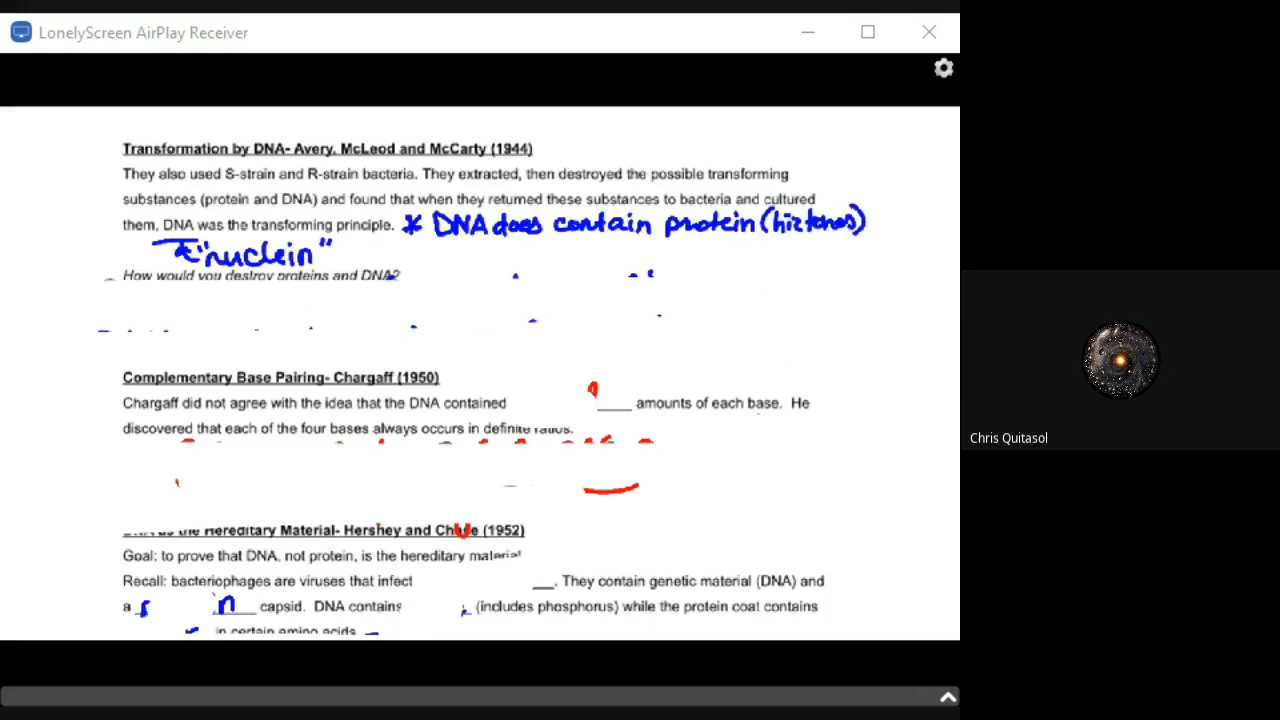 LonelyScreen AirPlay Receiver
Transformation by DNA- Avery, McLeod and McCarty (1944)
They also used S-strain and R-strain bacteria. They extracted, then destroyed the possible transforming
substances (protein and DNA) and found that when they returned these substances to bacteria and cultured
them, DNA was the transforming principle. * DNA does contain protein (histones)
"nuclein"
How would you destroy proteins and DNA?
Complementary Base Pairing- Chargaff (1950)
Chargaff did not agree with the idea that the DNA contained ____ amounts of each base. He
discovered that each of the four bases always occurs in definite ratios.
the Hereditary Material- Hershey and Chase (1952)
Goal: to prove that DNA, not protein, is the hereditary material
Recall: bacteriophages are viruses that infect ___. They contain genetic material (DNA) and
a capsid. DNA contains (includes phosphorus) while the protein coat contains
in certain amino acids
Chris Quitasol